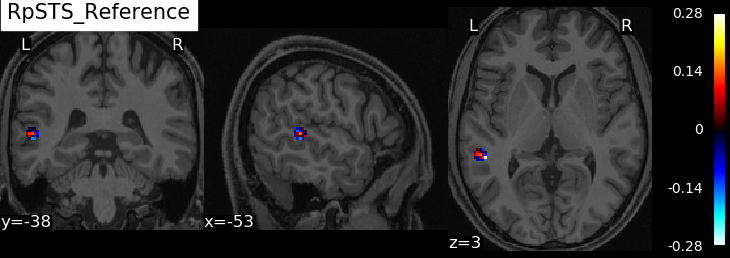 RpSTS_Reference
L R
L R
y=-38
x=-53
z=3
0.28
0.14
0
-0.14
-0.28